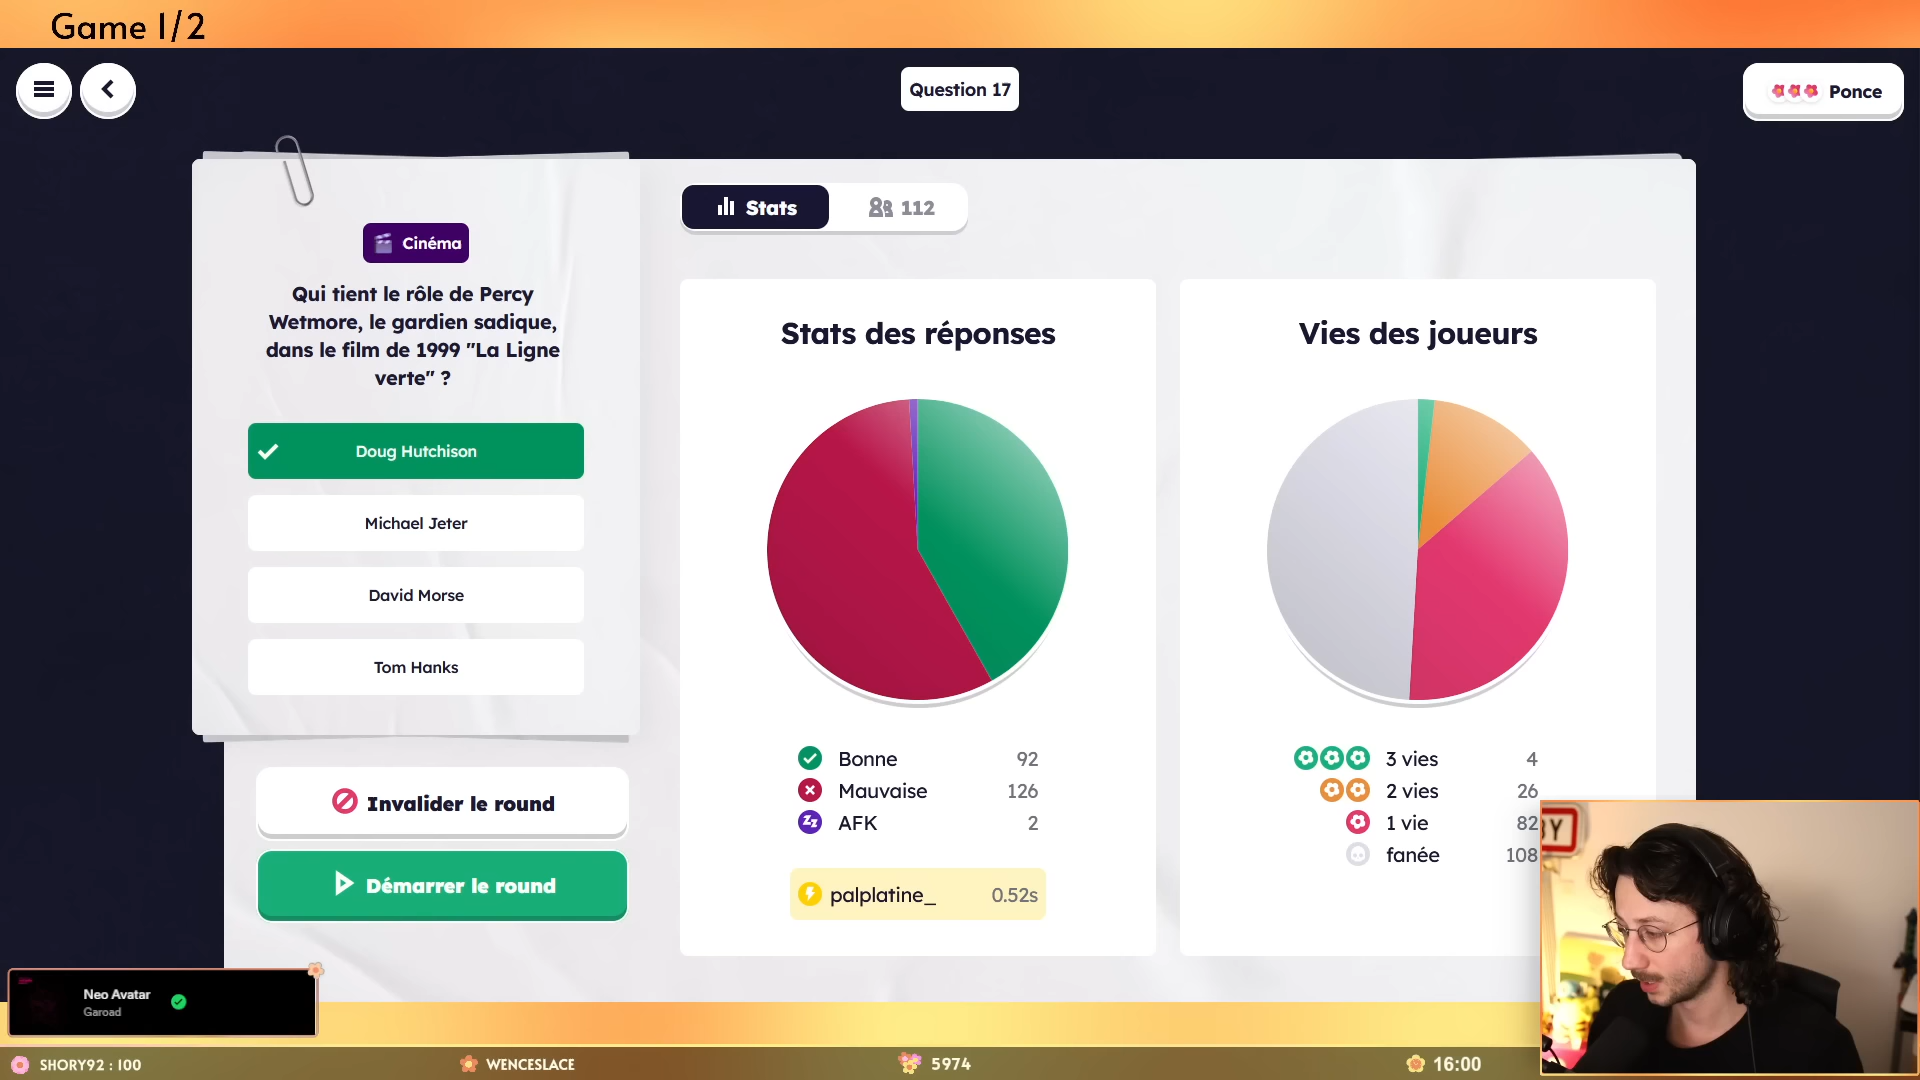 Game 1/2
Question 17
Ponce
Stats
112
Cinéma
Qui tient le rôle de Percy
Wetmore, le gardien sadique,
dans le film de 1999 "La Ligne
verte" ?
Doug Hutchison
Michael Jeter
David Morse
Tom Hanks
Invalider le round
Démarrer le round
Stats des réponses
Bonne 92
Mauvaise 126
AFK 2
palplatine_ 0.52s
Vies des joueurs
3 vies 4
2 vies 26
1 vie 82
fanée 108
Neo Avatar
Garoad
SHORY92 : 100
WENCESLACE
5974
16:00